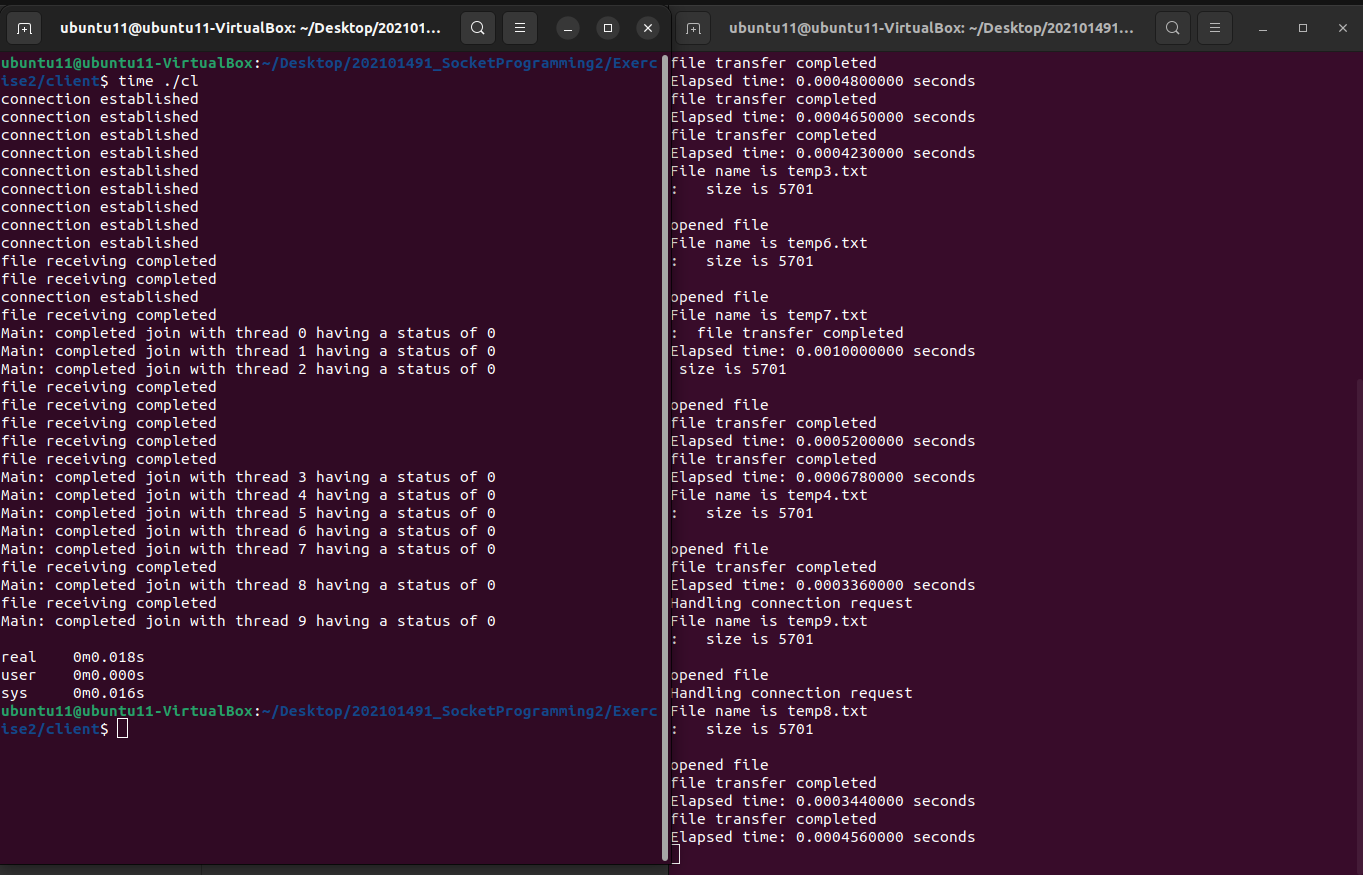 ubuntu11@ubuntu11-VirtualBox: ~/Desktop/202101...
ubuntu11@ubuntu11-VirtualBox:~/Desktop/202101491_SocketProgramming2/Exerc
ise2/client$ time ./cl
connection established
connection established
connection established
connection established
connection established
connection established
connection established
connection established
connection established
file receiving completed
file receiving completed
connection established
file receiving completed
Main: completed join with thread 0 having a status of 0
Main: completed join with thread 1 having a status of 0
Main: completed join with thread 2 having a status of 0
file receiving completed
file receiving completed
file receiving completed
file receiving completed
file receiving completed
Main: completed join with thread 3 having a status of 0
Main: completed join with thread 4 having a status of 0
Main: completed join with thread 5 having a status of 0
Main: completed join with thread 6 having a status of 0
Main: completed join with thread 7 having a status of 0
file receiving completed
Main: completed join with thread 8 having a status of 0
file receiving completed
Main: completed join with thread 9 having a status of 0
real 0m0.018s
user 0m0.000s
sys 0m0.016s
ubuntu11@ubuntu11-VirtualBox:~/Desktop/202101491_SocketProgramming2/Exerc
ise2/client$
ubuntu11@ubuntu11-VirtualBox: ~/Desktop/202101491...
file transfer completed
Elapsed time: 0.0004800000 seconds
file transfer completed
Elapsed time: 0.0004650000 seconds
file transfer completed
Elapsed time: 0.0004230000 seconds
File name is temp3.txt
: size is 5701
opened file
File name is temp6.txt
: size is 5701
opened file
File name is temp7.txt
: file transfer completed
Elapsed time: 0.0010000000 seconds
size is 5701
opened file
file transfer completed
Elapsed time: 0.0005200000 seconds
file transfer completed
Elapsed time: 0.0006780000 seconds
File name is temp4.txt
: size is 5701
opened file
file transfer completed
Elapsed time: 0.0003360000 seconds
Handling connection request
File name is temp9.txt
: size is 5701
opened file
Handling connection request
File name is temp8.txt
: size is 5701
opened file
file transfer completed
Elapsed time: 0.0003440000 seconds
file transfer completed
Elapsed time: 0.0004560000 seconds